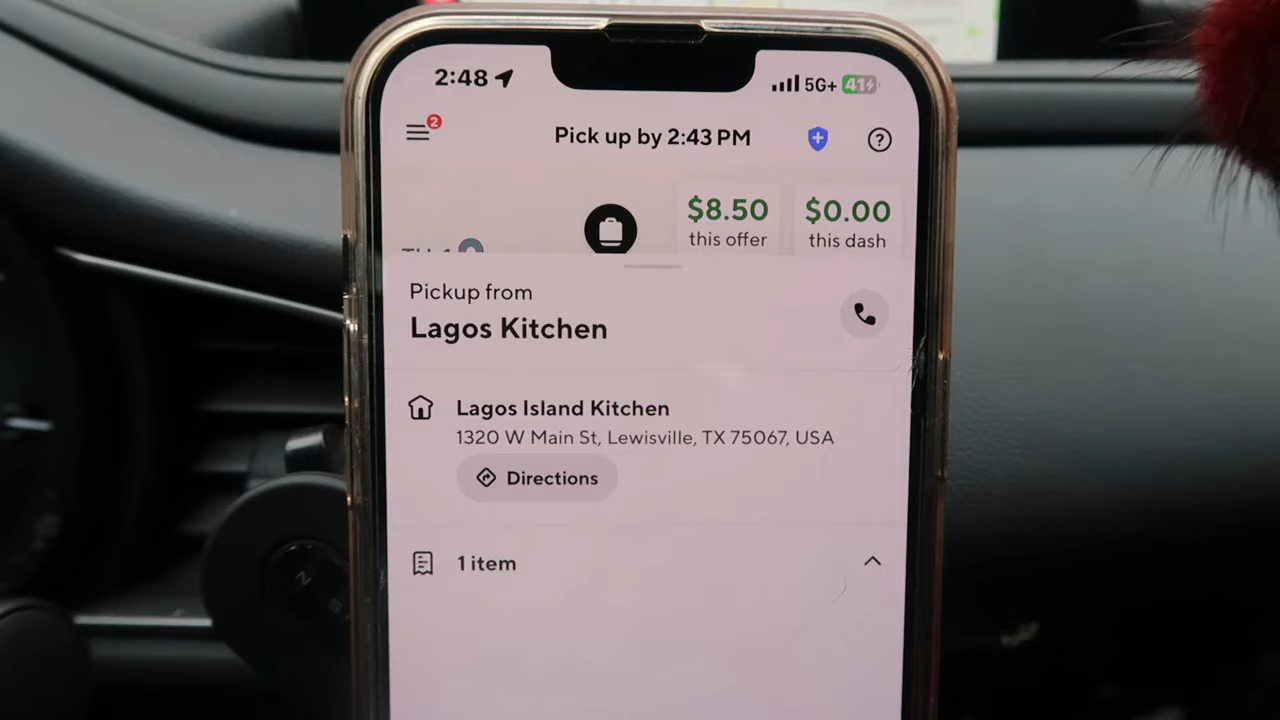 2:48
5G+ 41
2
Pick up by 2:43 PM
?
$8.50
this offer
$0.00
this dash
Pickup from
Lagos Kitchen
Lagos Island Kitchen
1320 W Main St, Lewisville, TX 75067, USA
Directions
1 item